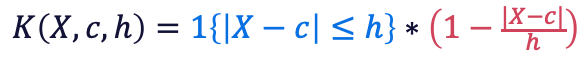 K(X, c, h) = 1{|X − c| ≤ h} * (1 − |X−c|/h)